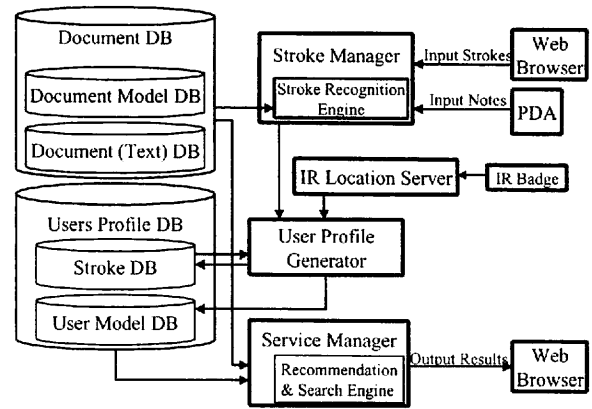 Document DB
Document Model DB
Document (Text) DB
Users Profile DB
Stroke DB
User Model DB
Stroke Manager
Stroke Recognition
Engine
Input Strokes
Web
Browser
Input Notes
PDA
IR Location Server
IR Badge
User Profile
Generator
Service Manager
Recommendation
& Search Engine
Output Results
Web
Browser